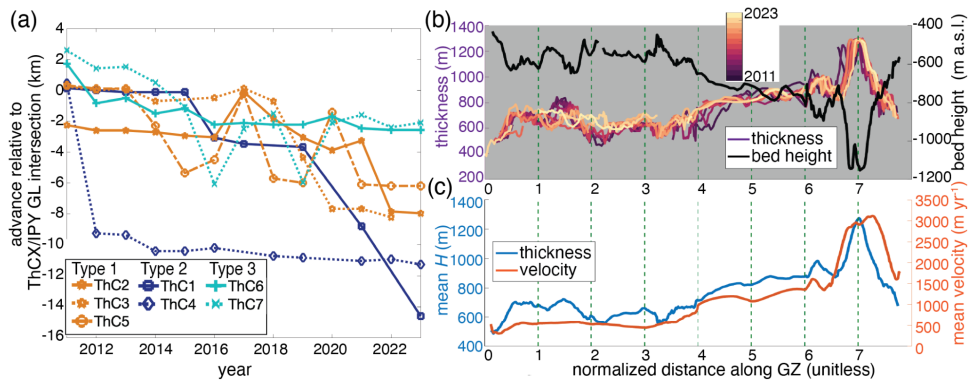 (a)
advance relative to
ThCX/IPY GL intersection (km)
4
2
0
-2
-4
-6
-8
-10
-12
-14
-16
2012
2014
2016
2018
2020
2022
year
Type 1
Type 2
Type 3
ThC2
ThC1
ThC6
ThC3
ThC4
ThC7
ThC5
(b)
thickness
(m)
1400
1200
1000
800
600
400
200
2023
2011
thickness
bed height
-400
-600
-800
-1000
-1200
bed height (m a.s.l.)
0 1 2 3 4 5 6 7
(c)
mean H (m)
1400
1200
1000
800
600
400
thickness
velocity
3500
3000
2500
2000
1500
1000
500
0
mean velocity (m yr⁻¹)
0 1 2 3 4 5 6 7
normalized distance along GZ (unitless)